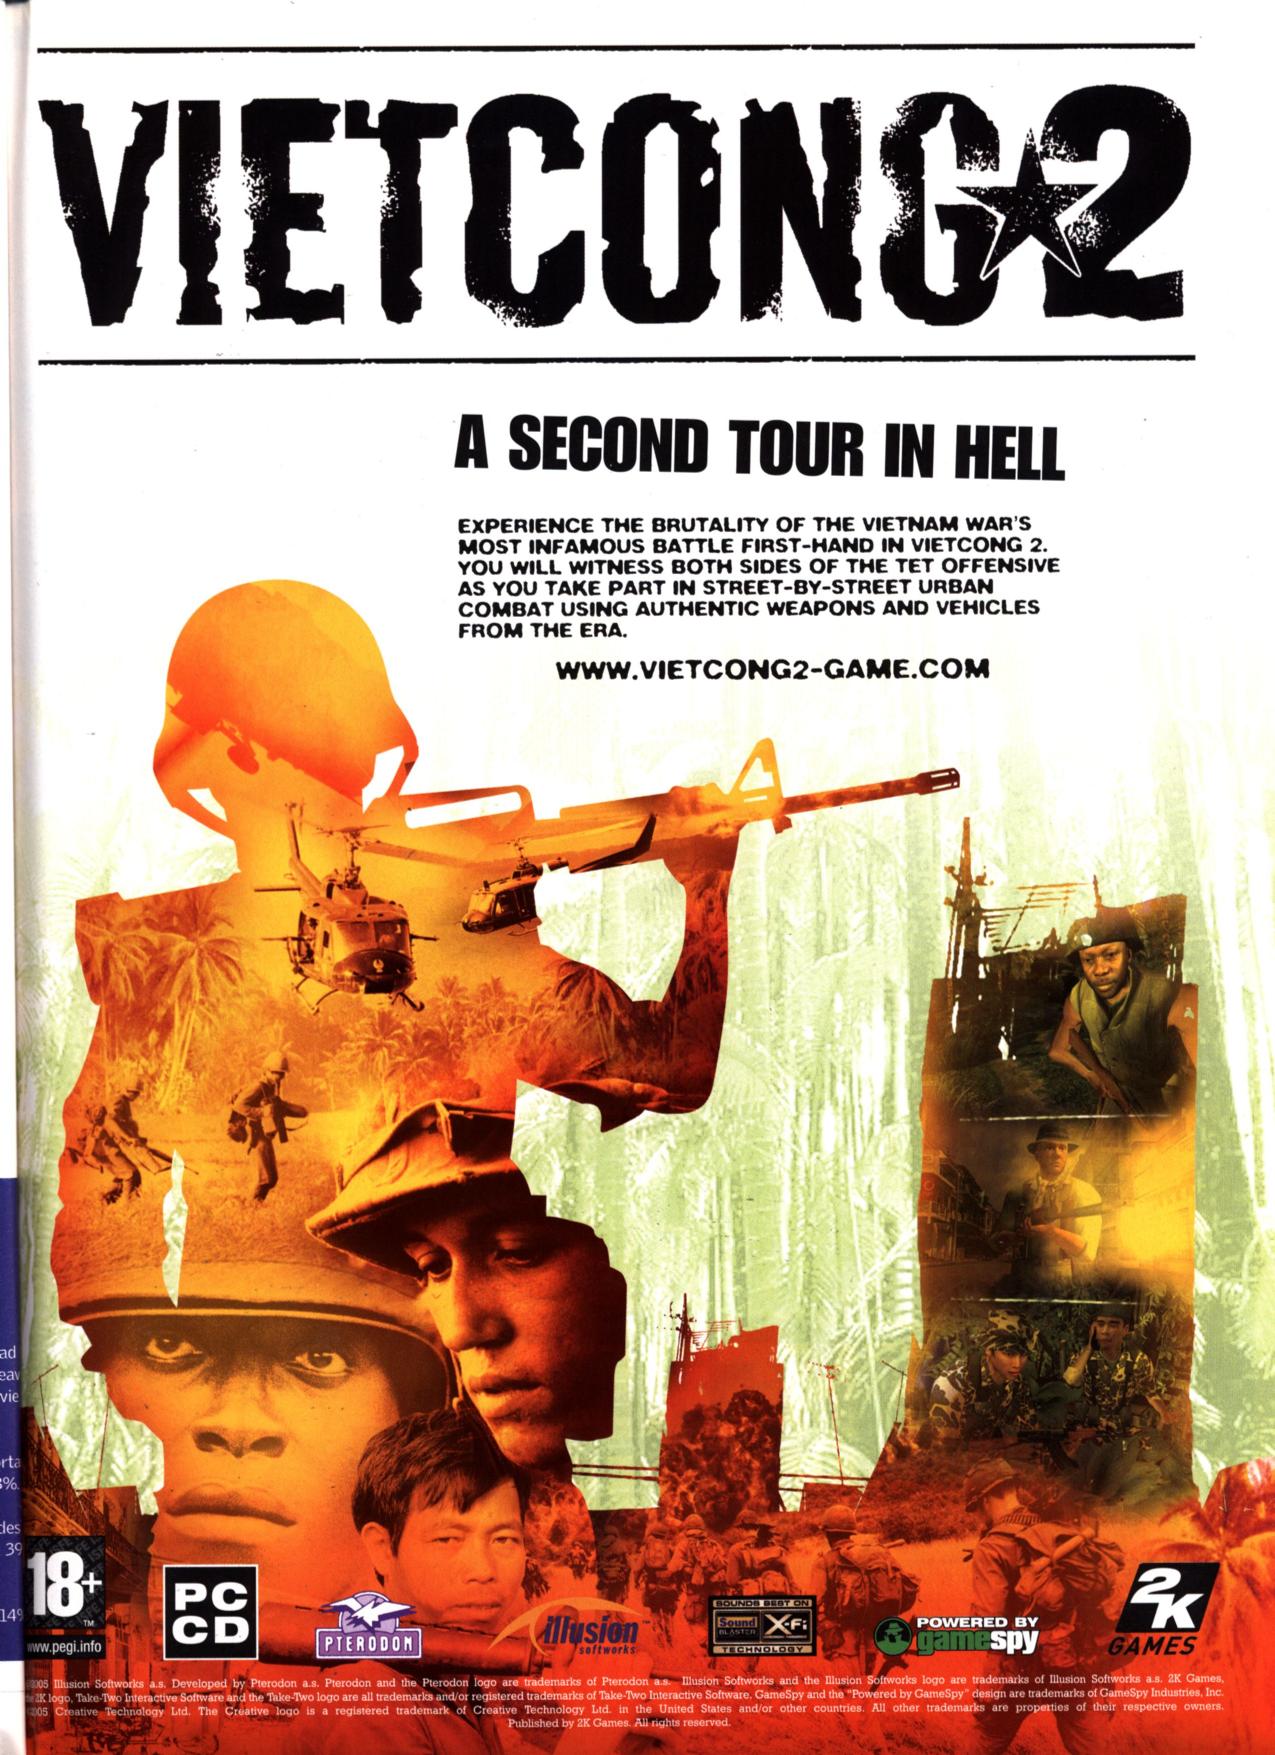 VIETCONG 2
A SECOND TOUR IN HELL
EXPERIENCE THE BRUTALITY OF THE VIETNAM WAR'S
MOST INFAMOUS BATTLE FIRST-HAND IN VIETCONG 2.
YOU WILL WITNESS BOTH SIDES OF THE TET OFFENSIVE
AS YOU TAKE PART IN STREET-BY-STREET URBAN
COMBAT USING AUTHENTIC WEAPONS AND VEHICLES
FROM THE ERA.
WWW.VIETCONG2-GAME.COM
18+ TM
www.pegi.info
PC
CD
PTERODON
illusion
softworks
SOUNDS BEST ON
Sound BLASTER X-Fi
TECHNOLOGY
POWERED BY
gamespy
2K
GAMES
2005 Illusion Softworks a.s. Developed by Pterodon a.s. Pterodon and the Pterodon logo are trademarks of Pterodon a.s. Illusion Softworks and the Illusion Softworks logo are trademarks of Illusion Softworks a.s. 2K Games,
2K logo, Take-Two Interactive Software and the Take-Two logo are all trademarks and/or registered trademarks of Take-Two Interactive Software. GameSpy and the "Powered by GameSpy" design are trademarks of GameSpy Industries, Inc.
2005 Creative Technology Ltd. The Creative logo is a registered trademark of Creative Technology Ltd. in the United States and/or other countries. All other trademarks are properties of their respective owners.
Published by 2K Games. All rights reserved.